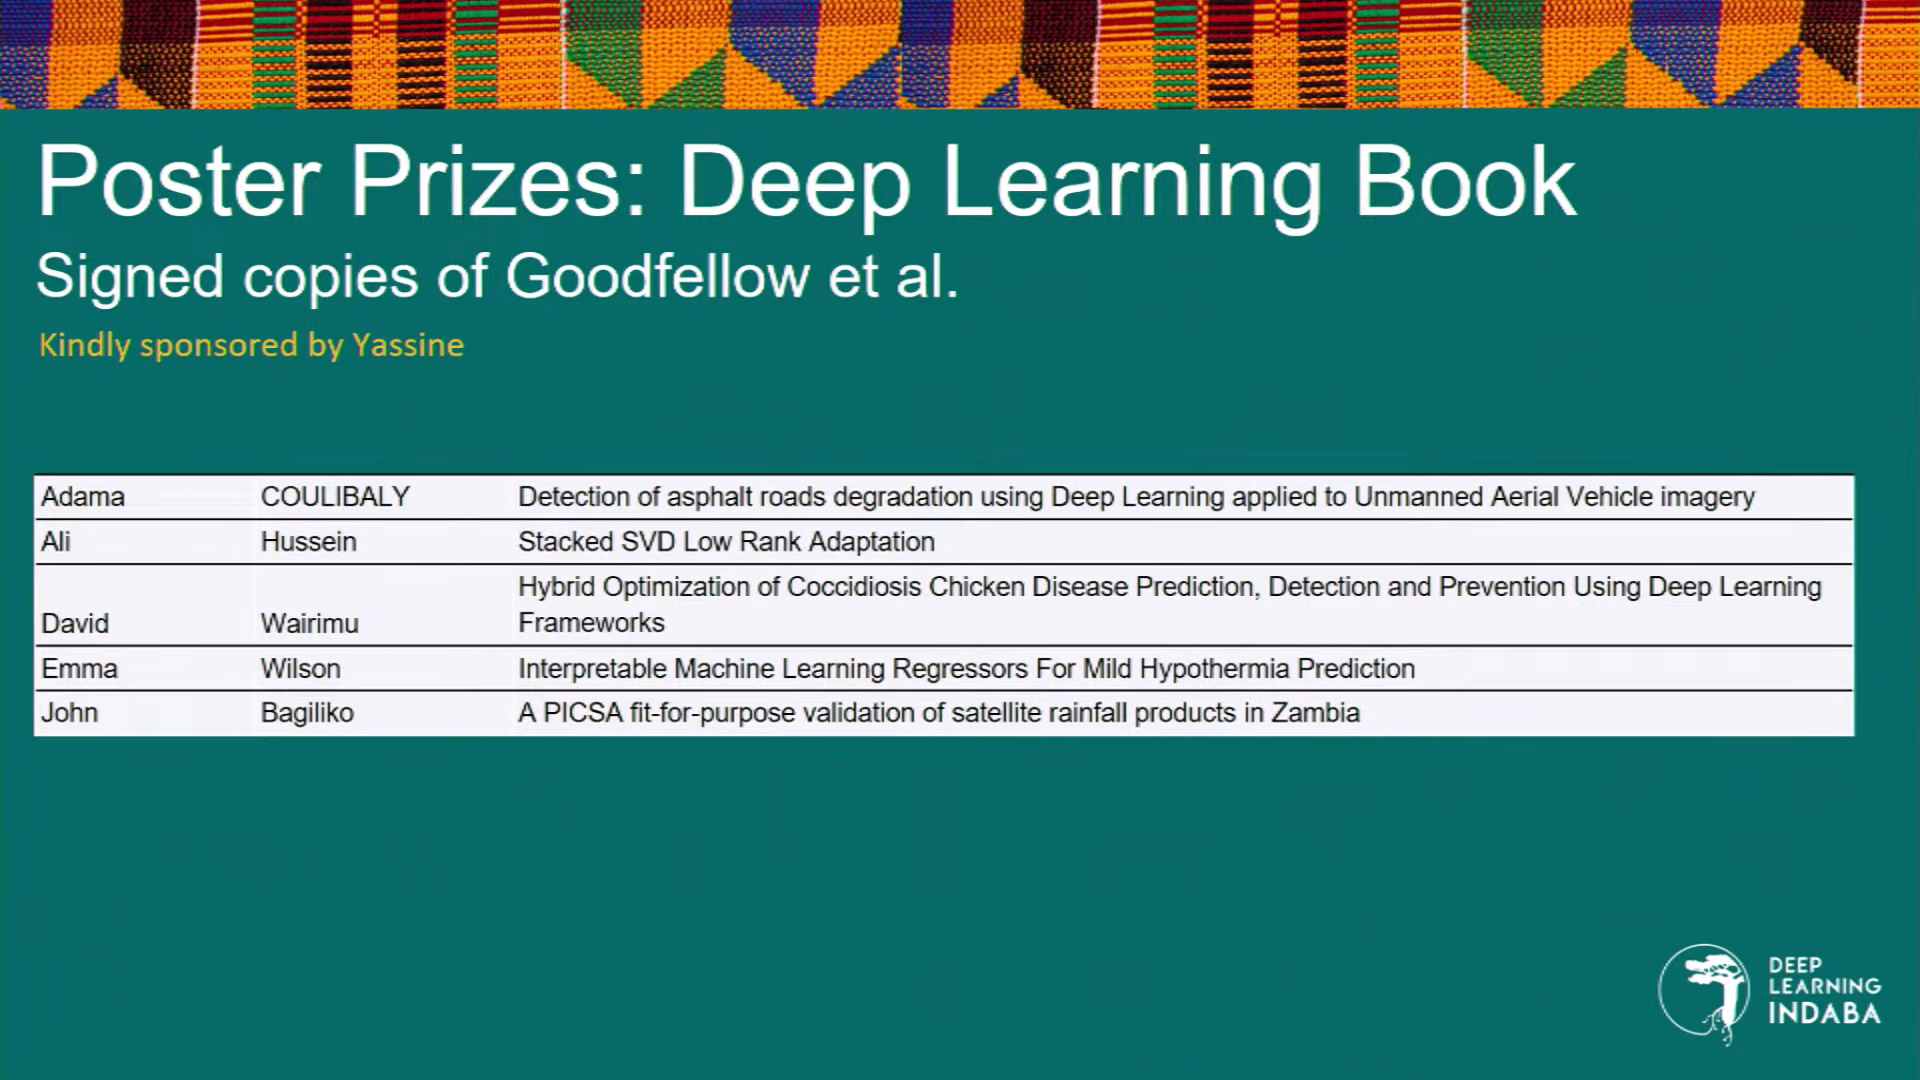 Poster Prizes: Deep Learning Book
Signed copies of Goodfellow et al.
Kindly sponsored by Yassine
Adama COULIBALY Detection of asphalt roads degradation using Deep Learning applied to Unmanned Aerial Vehicle imagery
Ali Hussein Stacked SVD Low Rank Adaptation
Hybrid Optimization of Coccidiosis Chicken Disease Prediction, Detection and Prevention Using Deep Learning
David Wairimu Frameworks
Emma Wilson Interpretable Machine Learning Regressors For Mild Hypothermia Prediction
John Bagiliko A PICSA fit-for-purpose validation of satellite rainfall products in Zambia
DEEP
LEARNING
INDABA